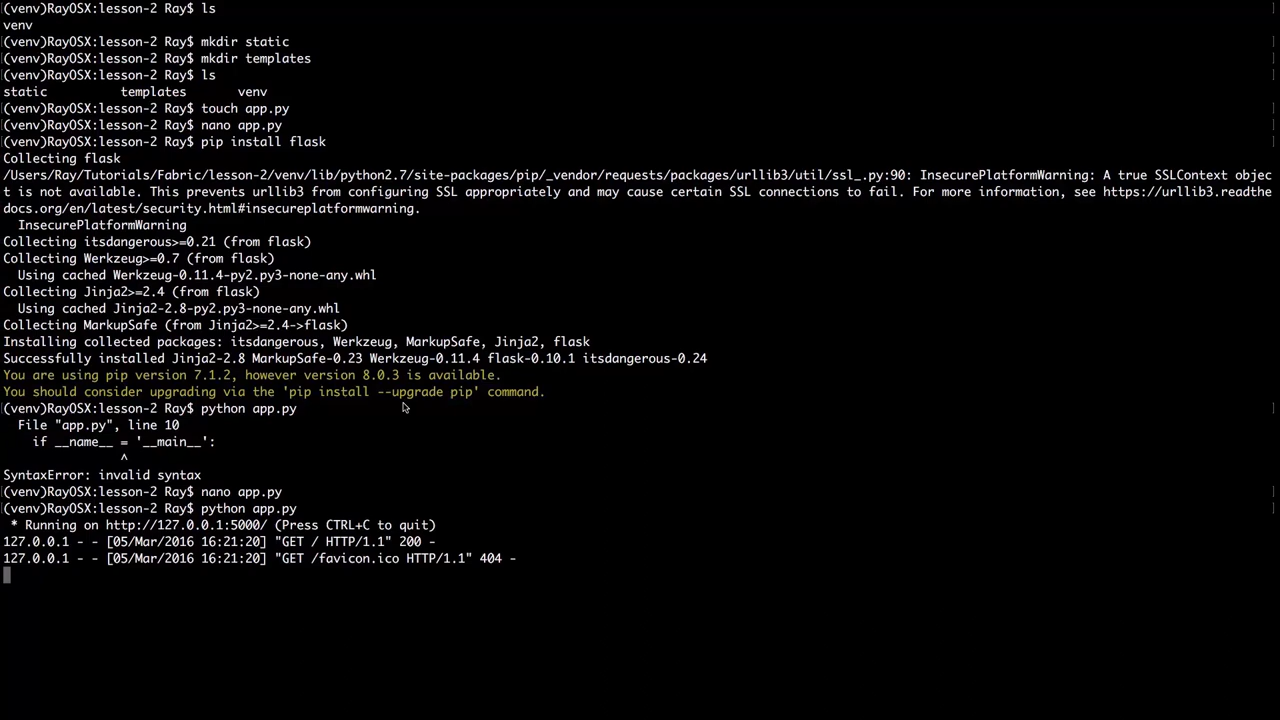 (venv)RayOSX:lesson-2 Ray$ ls
venv
(venv)RayOSX:lesson-2 Ray$ mkdir static
(venv)RayOSX:lesson-2 Ray$ mkdir templates
(venv)RayOSX:lesson-2 Ray$ ls
static          templates       venv
(venv)RayOSX:lesson-2 Ray$ touch app.py
(venv)RayOSX:lesson-2 Ray$ nano app.py
(venv)RayOSX:lesson-2 Ray$ pip install flask
Collecting flask
/Users/Ray/Tutorials/Fabric/lesson-2/venv/lib/python2.7/site-packages/pip/_vendor/requests/packages/urllib3/util/ssl_.py:90: InsecurePlatformWarning: A true SSLContext objec
t is not available. This prevents urllib3 from configuring SSL appropriately and may cause certain SSL connections to fail. For more information, see https://urllib3.readthe
docs.org/en/latest/security.html#insecureplatformwarning.
  InsecurePlatformWarning
Collecting itsdangerous>=0.21 (from flask)
Collecting Werkzeug>=0.7 (from flask)
  Using cached Werkzeug-0.11.4-py2.py3-none-any.whl
Collecting Jinja2>=2.4 (from flask)
  Using cached Jinja2-2.8-py2.py3-none-any.whl
Collecting MarkupSafe (from Jinja2>=2.4->flask)
Installing collected packages: itsdangerous, Werkzeug, MarkupSafe, Jinja2, flask
Successfully installed Jinja2-2.8 MarkupSafe-0.23 Werkzeug-0.11.4 flask-0.10.1 itsdangerous-0.24
You are using pip version 7.1.2, however version 8.0.3 is available.
You should consider upgrading via the 'pip install --upgrade pip' command.
(venv)RayOSX:lesson-2 Ray$ python app.py
  File "app.py", line 10
    if __name__ = '__main__':
                ^
SyntaxError: invalid syntax
(venv)RayOSX:lesson-2 Ray$ nano app.py
(venv)RayOSX:lesson-2 Ray$ python app.py
 * Running on http://127.0.0.1:5000/ (Press CTRL+C to quit)
127.0.0.1 - - [05/Mar/2016 16:21:20] "GET / HTTP/1.1" 200 -
127.0.0.1 - - [05/Mar/2016 16:21:20] "GET /favicon.ico HTTP/1.1" 404 -